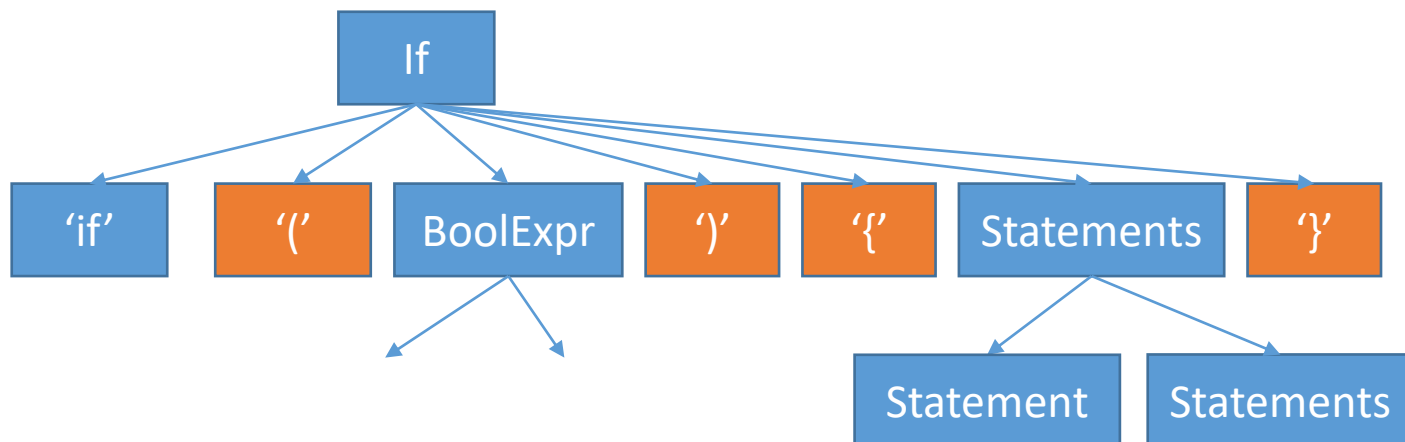 If
‘if’ ‘(’ BoolExpr ‘)’ ‘{’ Statements ‘}’
Statement Statements